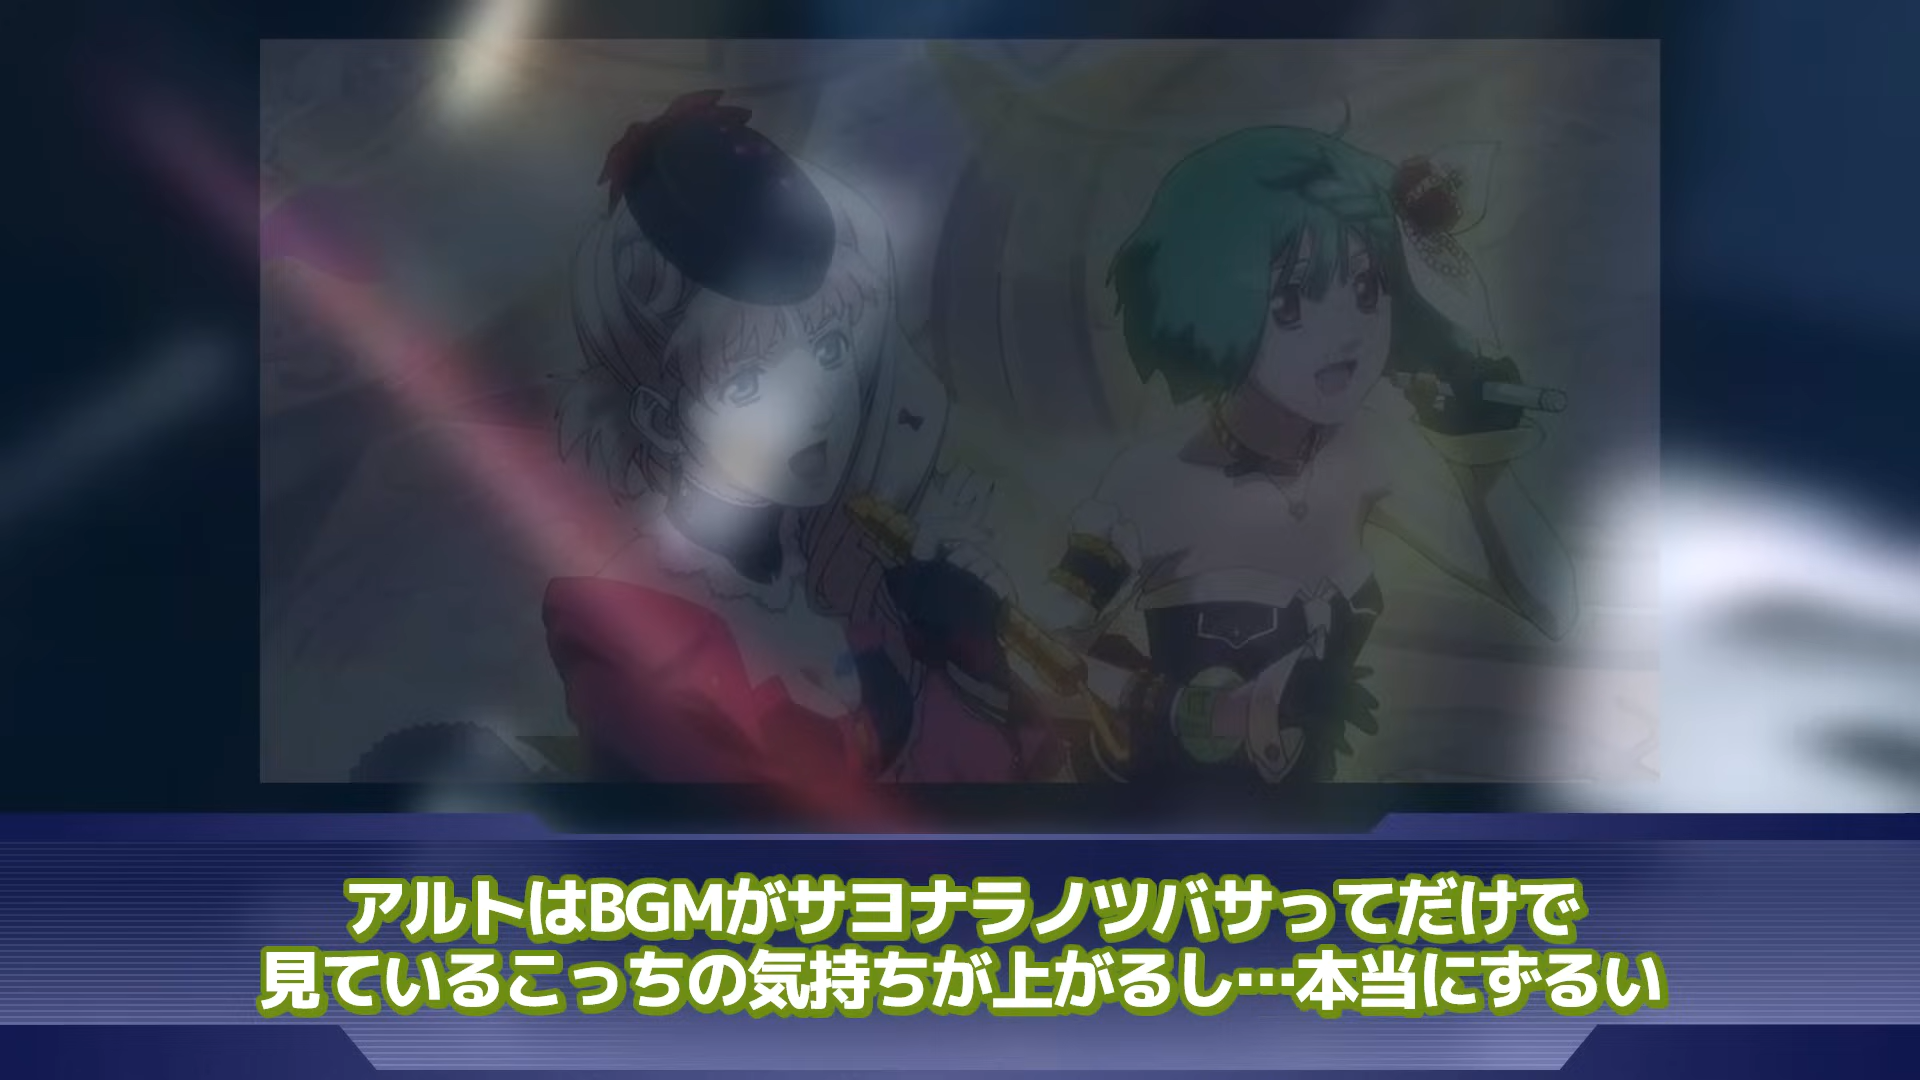 アルトはBGMがサヨナラノツバサってだけで
見ているこっちの気持ちが上がるし…本当にずるい